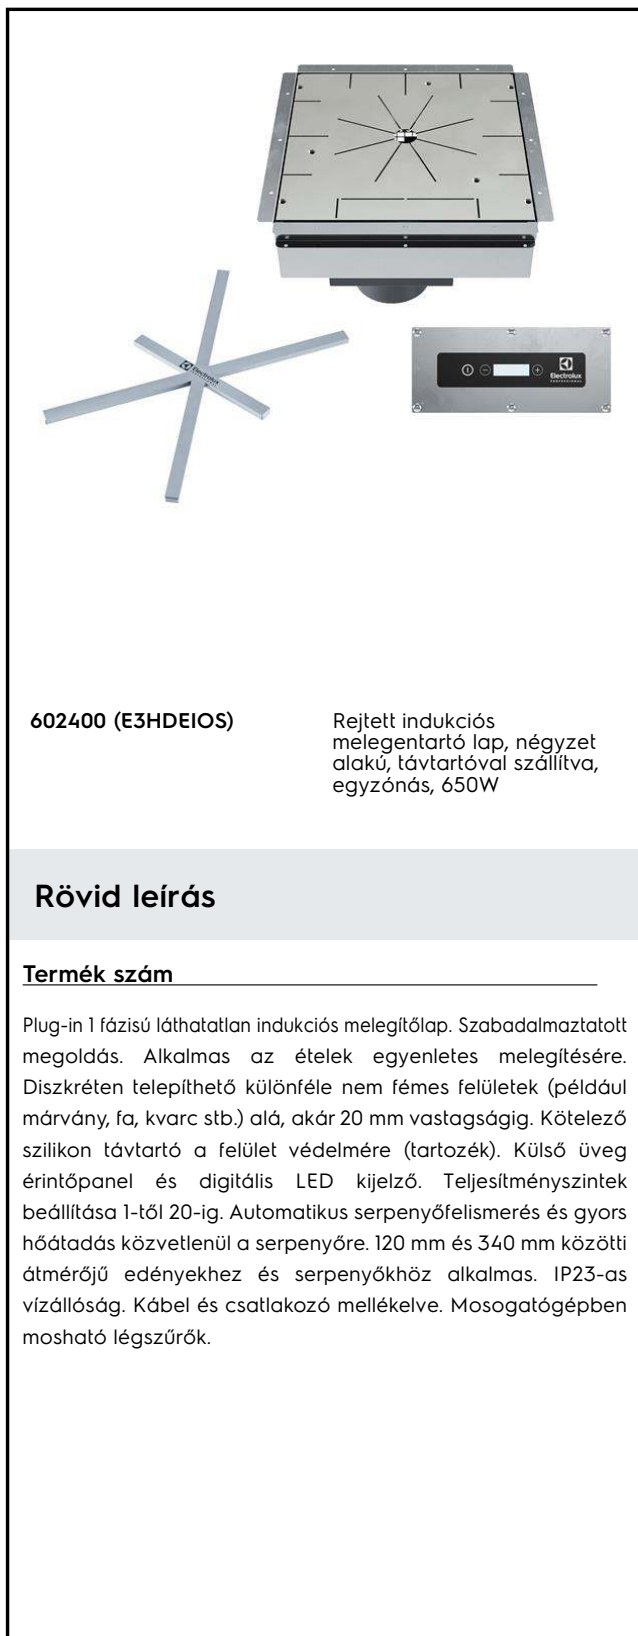 Electrolux
Electrolux
PROFESSIONAL
602400 (E3HDEIOS)
Rejtett indukciós
melegentartó lap, négyzet
alakú, távtartóval szállítva,
egyzónás, 650W
Rövid leírás
Termék szám
Plug-in 1 fázisú láthatatlan indukciós melegítőlap. Szabadalmaztatott
megoldás. Alkalmas az ételek egyenletes melegítésére.
Diszkréten telepíthető különféle nem fémes felületek (például
márvány, fa, kvarc stb.) alá, akár 20 mm vastagságig. Kötelező
szilikon távtartó a felület védelmére (tartozék). Külső üveg
érintőpanel és digitális LED kijelző. Teljesítményszintek
beállítása 1-től 20-ig. Automatikus serpenyőfelismerés és gyors
hőátadás közvetlenül a serpenyőre. 120 mm és 340 mm közötti
átmérőjű edényekhez és serpenyőkhöz alkalmas. IP23-as
vízállóság. Kábel és csatlakozó mellékelve. Mosogatógépben
mosható légszűrők.